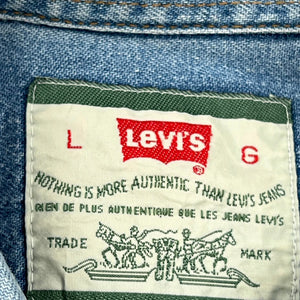 L LEVI'S G
®
NOTHING IS MORE AUTHENTIC THAN LEVI'S JEANS
RIEN DE PLUS AUTHENTIQUE QUE LES JEANS LEVI'S
TRADE MARK